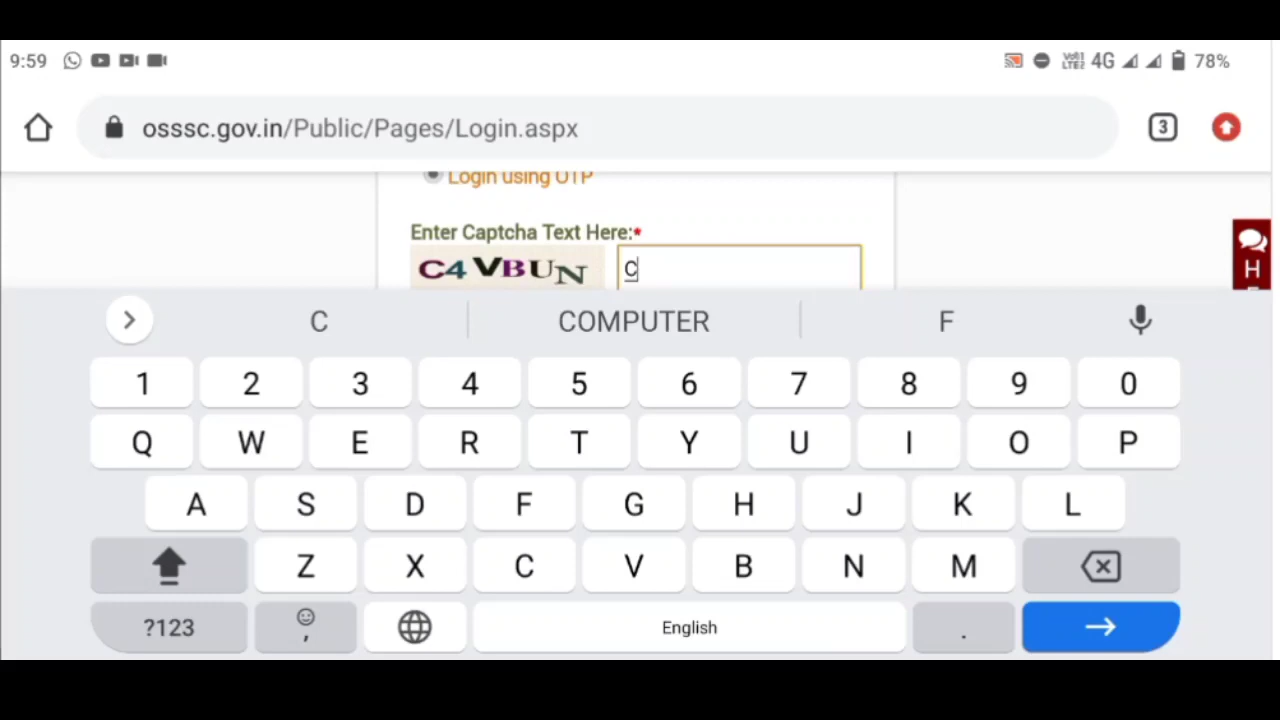 9:59 4G 78%
osssc.gov.in/Public/Pages/Login.aspx 3
Login using OTP
Enter Captcha Text Here:*
C4VBUN C
H
C COMPUTER F
1 2 3 4 5 6 7 8 9 0
Q W E R T Y U I O P
A S D F G H J K L
Z X C V B N M
?123 , English .